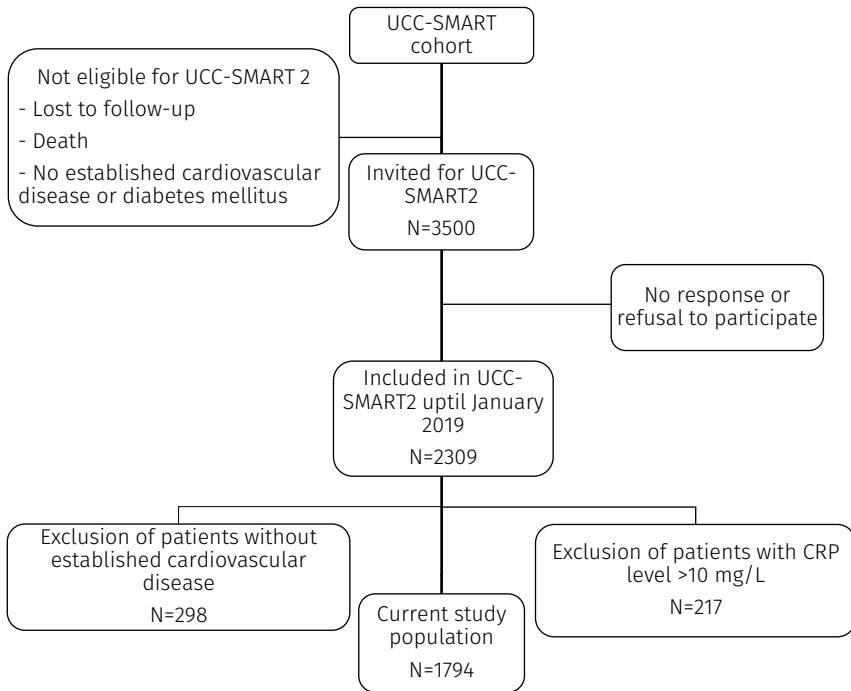 UCC-SMART
cohort
Not eligible for UCC-SMART 2
- Lost to follow-up
- Death
- No established cardiovascular
disease or diabetes mellitus
Invited for UCC-
SMART2
N=3500
No response or
refusal to participate
Included in UCC-
SMART2 uptil January
2019
N=2309
Exclusion of patients without
established cardiovascular
disease
N=298
Exclusion of patients with CRP
level >10 mg/L
N=217
Current study
population
N=1794